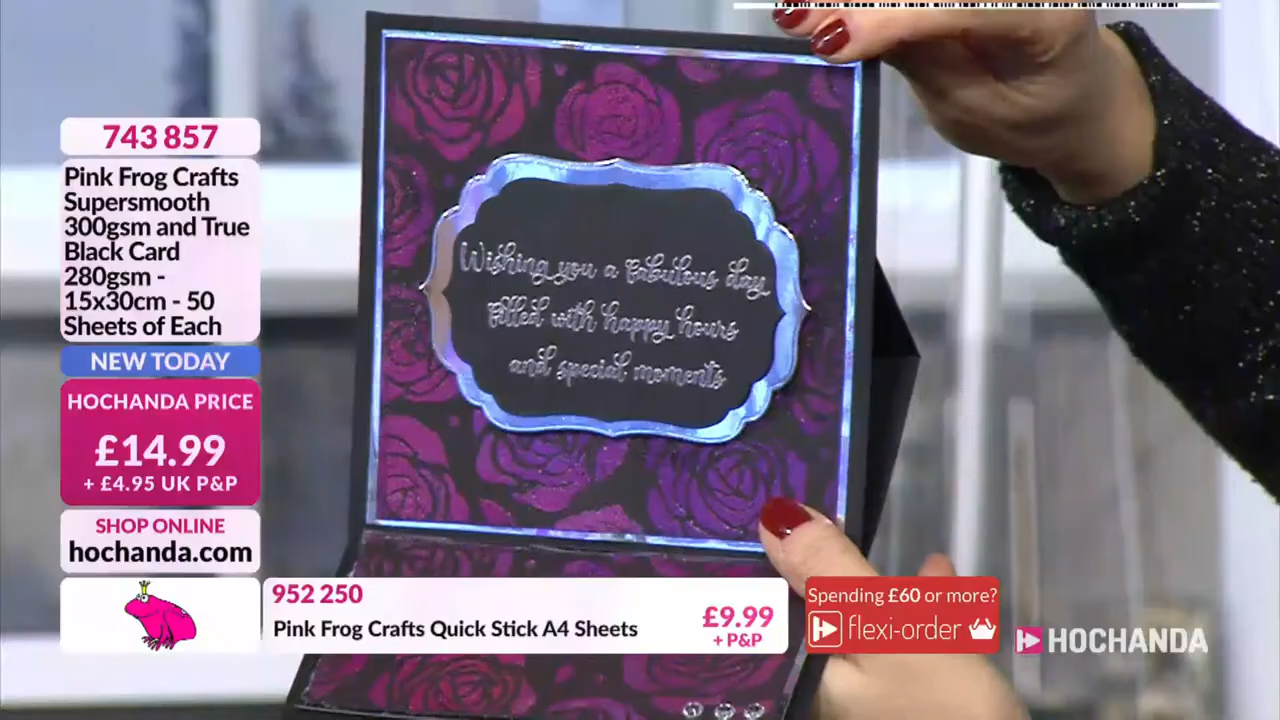 743 857
Pink Frog Crafts
Supersmooth
300gsm and True
Black Card
280gsm -
15x30cm - 50
Sheets of Each
NEW TODAY
HOCHANDA PRICE
£14.99
+ £4.95 UK P&P
SHOP ONLINE
hochanda.com
Wishing you a fabulous day
filled with happy hours
and special moments
952 250
Pink Frog Crafts Quick Stick A4 Sheets
£9.99
+ P&P
Spending £60 or more?
flexi-order
HOCHANDA